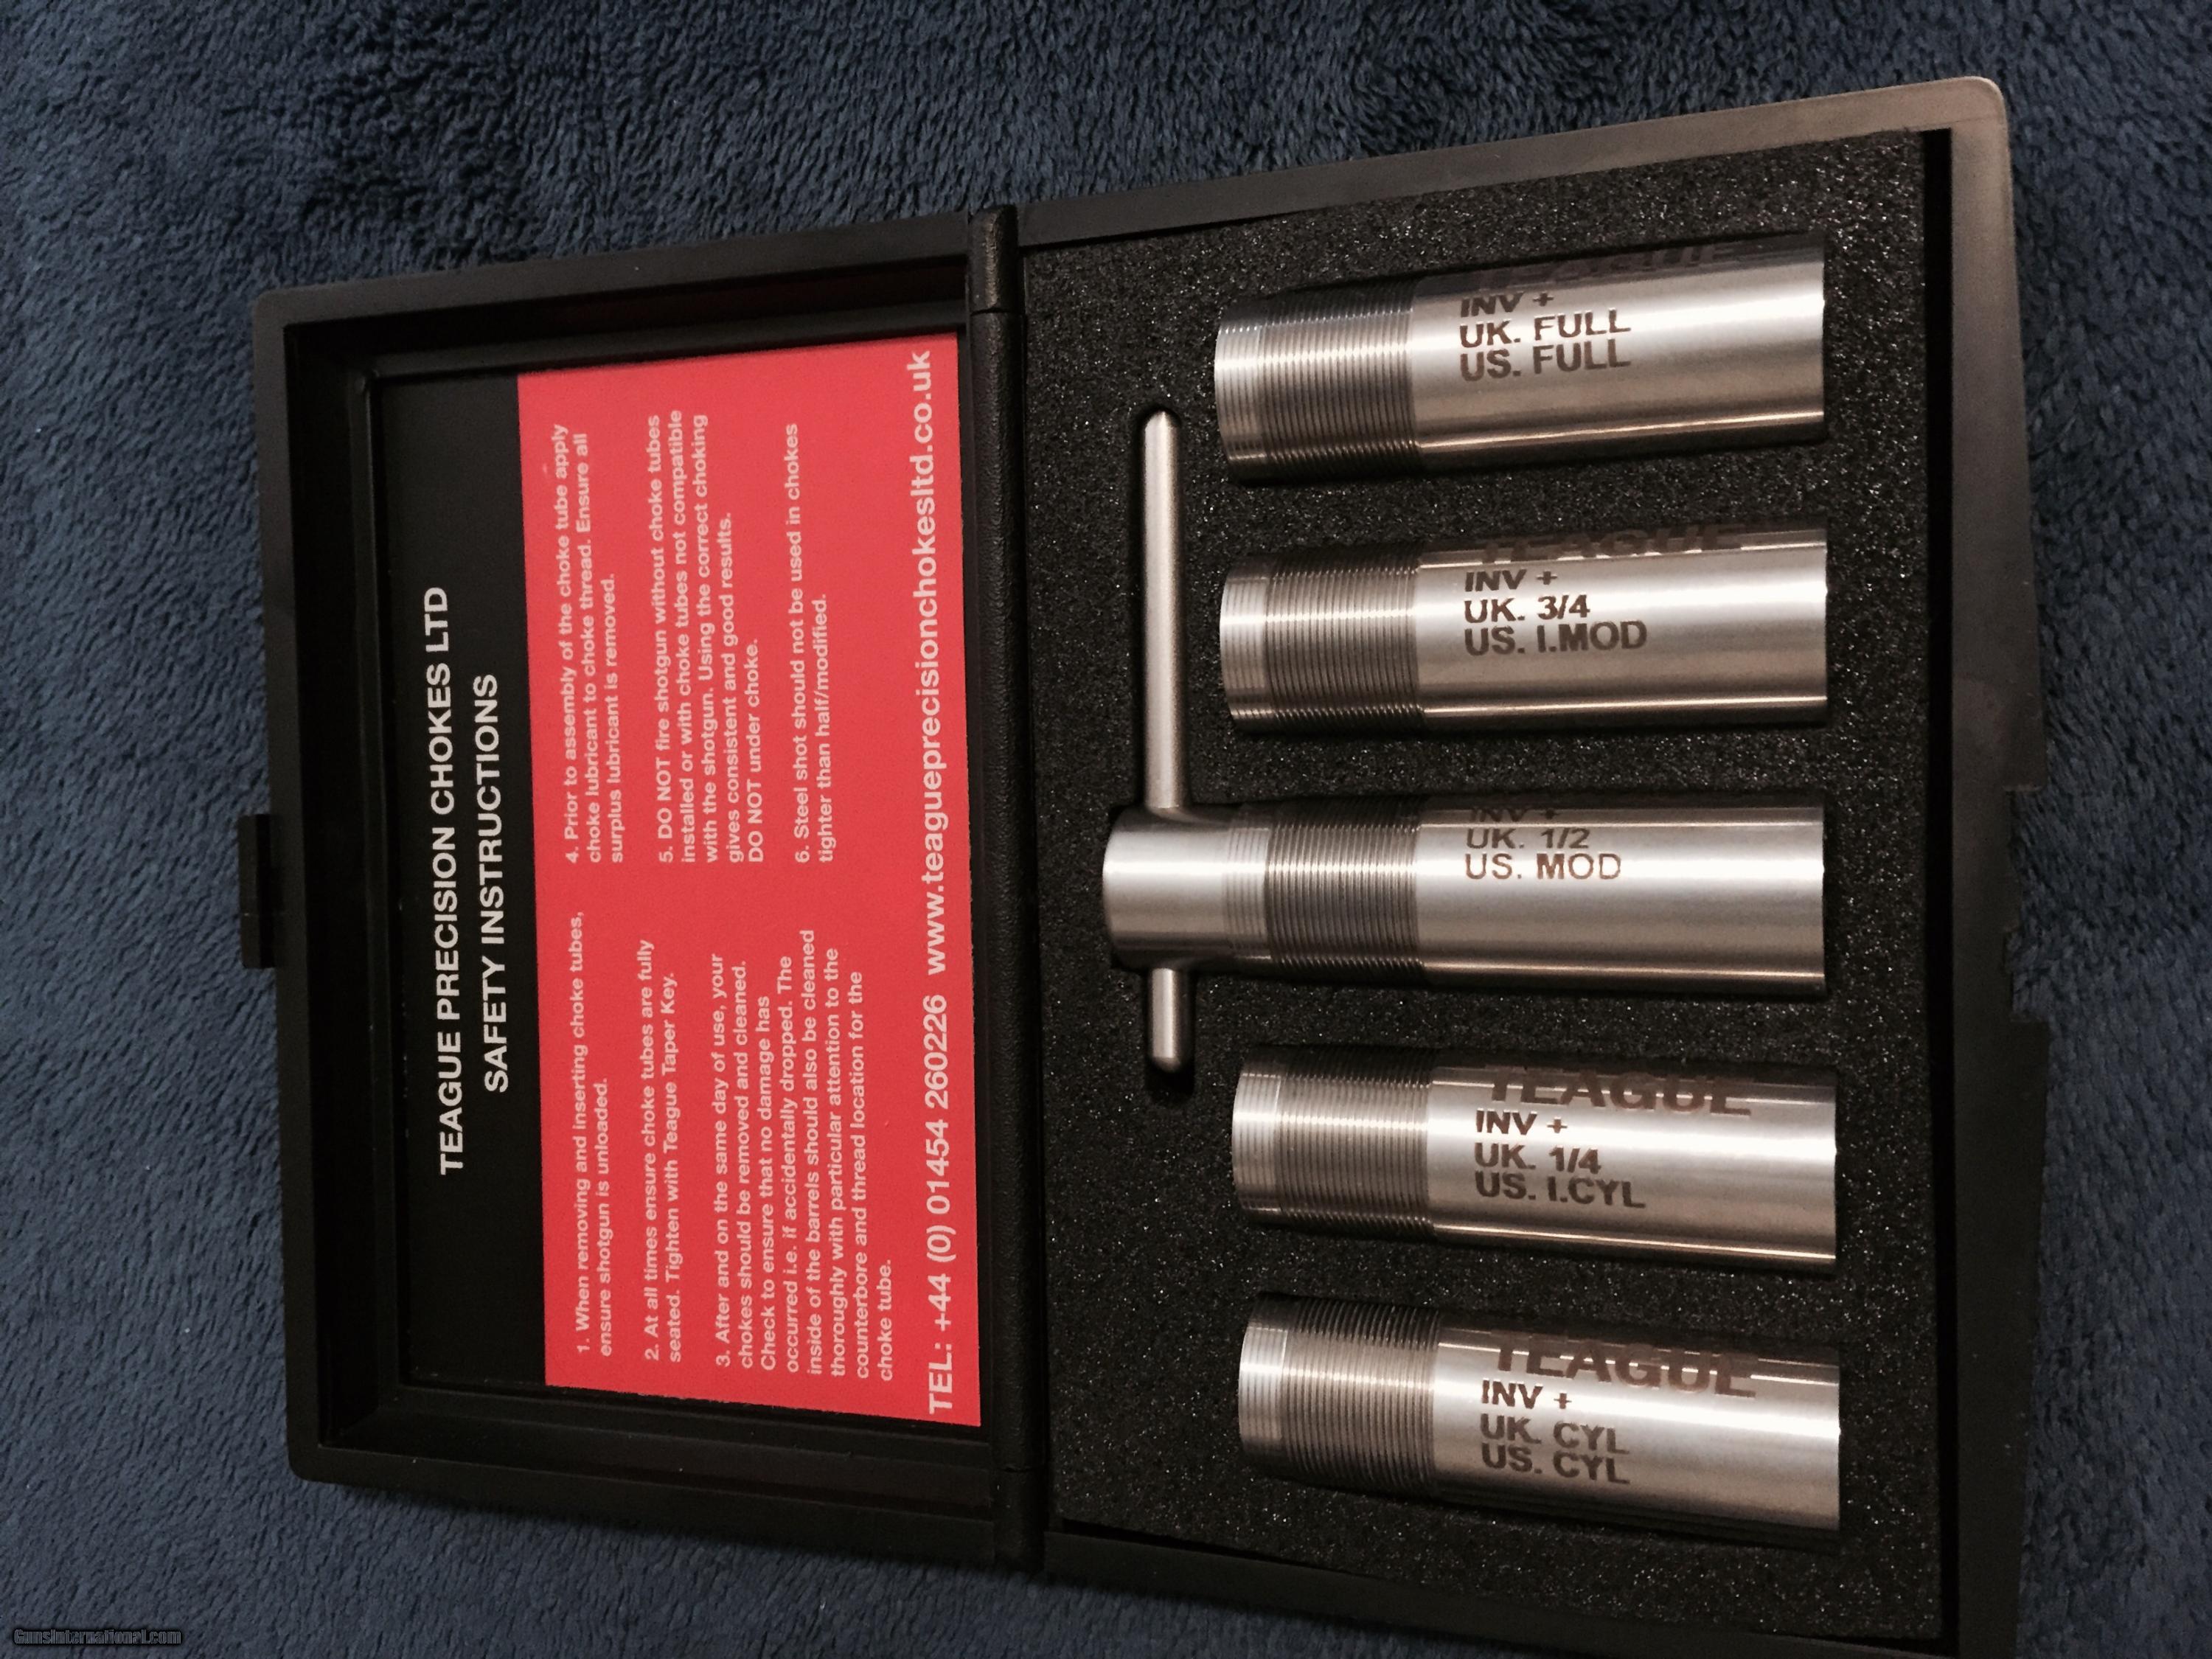 TEAGUE PRECISION CHOKES LTD
SAFETY INSTRUCTIONS
1. When removing and inserting choke tubes,
ensure shotgun is unloaded.
2. At all times ensure choke tubes are fully
seated. Tighten with Teague Taper Key.
3. After and on the same day of use, your
chokes should be removed and cleaned.
Check to ensure that no damage has
occurred i.e. if accidentally dropped. The
inside of the barrels should also be cleaned
thoroughly with particular attention to the
counterbore and thread location for the
choke tube.
4. Prior to assembly of the choke tube apply
choke lubricant to choke thread. Ensure all
surplus lubricant is removed.
5. DO NOT fire shotgun without choke tubes
installed or with choke tubes not compatible
with the shotgun. Using the correct choking
gives consistent and good results.
DO NOT under choke.
6. Steel shot should not be used in chokes
tighter than half/modified.
TEL: +44 (0) 01454 260226 www.teagueprecisionchokesltd.co.uk
TEAGUE
INV +
UK. CYL
US. CYL
TEAGUE
INV +
UK. 1/4
US. I.CYL
INV +
UK. 1/2
US. MOD
TEAGUE
INV +
UK. 3/4
US. I.MOD
TEAGUE
INV +
UK. FULL
US. FULL
GunsInternational.com